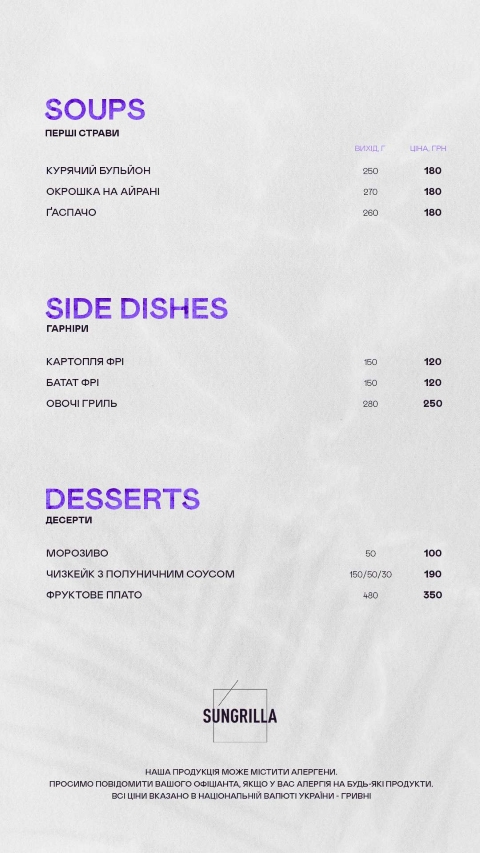 SOUPS
ПЕРШІ СТРАВИ
ВИХІД, Г ЦІНА, ГРН
КУРЯЧИЙ БУЛЬЙОН 250 180
ОКРОШКА НА АЙРАНІ 270 180
ҐАСПАЧО 260 180
SIDE DISHES
ГАРНІРИ
КАРТОПЛЯ ФРІ 150 120
БАТАТ ФРІ 150 120
ОВОЧІ ГРИЛЬ 280 250
DESSERTS
ДЕСЕРТИ
МОРОЗИВО 50 100
ЧИЗКЕЙК З ПОЛУНИЧНИМ СОУСОМ 150/50/30 190
ФРУКТОВЕ ПЛАТО 480 350
SUNGRILLA
НАША ПРОДУКЦІЯ МОЖЕ МІСТИТИ АЛЕРГЕНИ.
ПРОСИМО ПОВІДОМИТИ ВАШОГО ОФІЦІАНТА, ЯКЩО У ВАС АЛЕРГІЯ НА БУДЬ-ЯКІ ПРОДУКТИ.
ВСІ ЦІНИ ВКАЗАНО В НАЦІОНАЛЬНІЙ ВАЛЮТІ УКРАЇНИ - ГРИВНІ